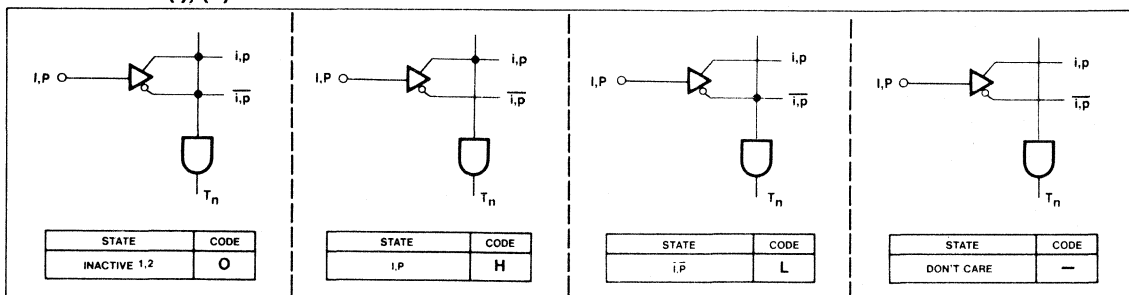 I,P
i,p
i,p
Tn
STATE CODE
INACTIVE 1,2 O
I,P
i,p
i,p
Tn
STATE CODE
I,P H
I,P
i,p
i,p
Tn
STATE CODE
Ī,P̄ L
I,P
i,p
i,p
Tn
STATE CODE
DON'T CARE —